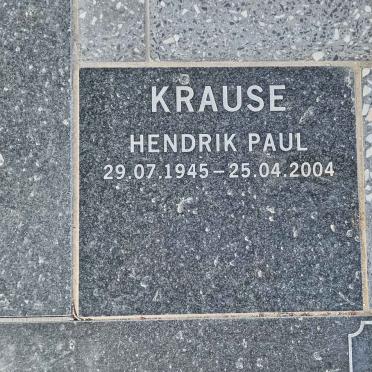 KRAUSE
HENDRIK PAUL
29.07.1945 – 25.04.2004